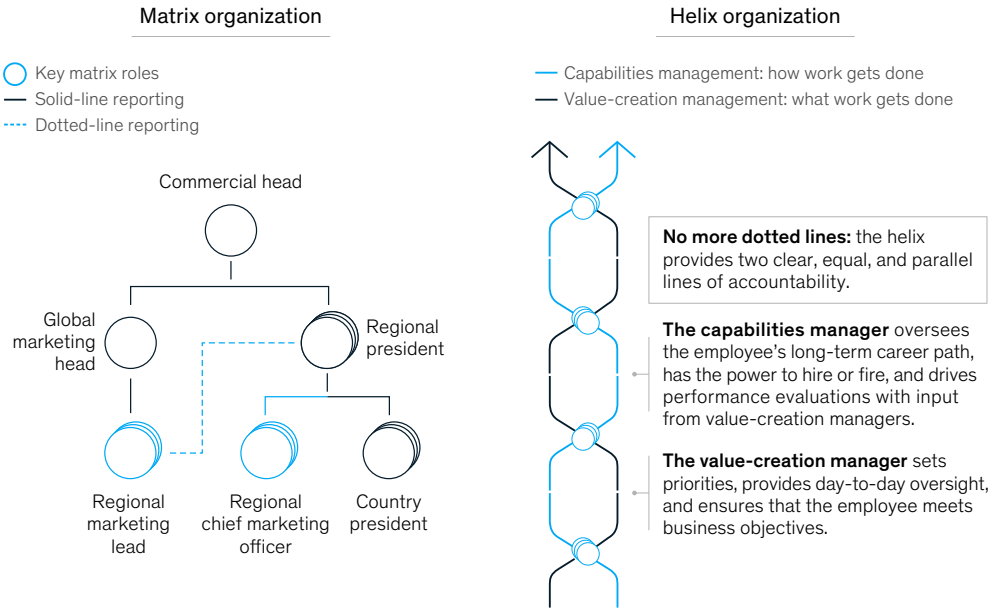 Matrix organization
Key matrix roles
Solid-line reporting
Dotted-line reporting
Commercial head
Global
marketing
head
Regional
president
Regional
marketing
lead
Regional
chief marketing
officer
Country
president
Helix organization
Capabilities management: how work gets done
Value-creation management: what work gets done
No more dotted lines: the helix
provides two clear, equal, and parallel
lines of accountability.
The capabilities manager oversees
the employee’s long-term career path,
has the power to hire or fire, and drives
performance evaluations with input
from value-creation managers.
The value-creation manager sets
priorities, provides day-to-day oversight,
and ensures that the employee meets
business objectives.